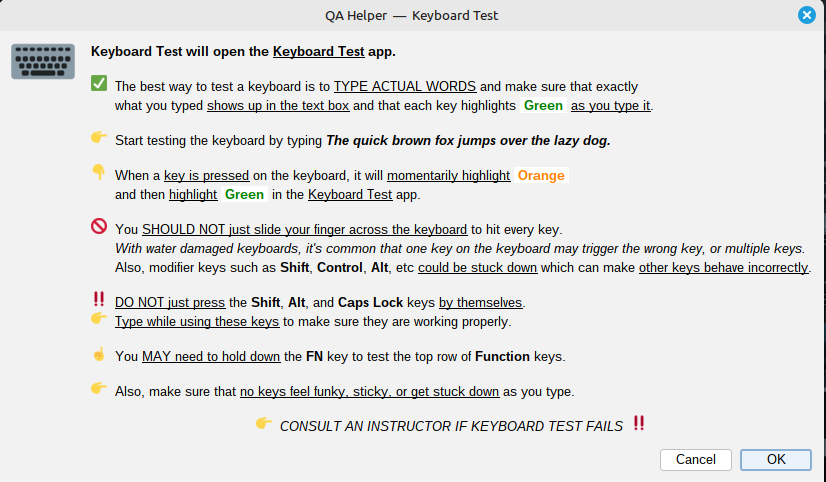 QA Helper — Keyboard Test
Keyboard Test will open the Keyboard Test app.
The best way to test a keyboard is to TYPE ACTUAL WORDS and make sure that exactly
what you typed shows up in the text box and that each key highlights Green as you type it.
Start testing the keyboard by typing The quick brown fox jumps over the lazy dog.
When a key is pressed on the keyboard, it will momentarily highlight Orange
and then highlight Green in the Keyboard Test app.
You SHOULD NOT just slide your finger across the keyboard to hit every key.
With water damaged keyboards, it's common that one key on the keyboard may trigger the wrong key, or multiple keys.
Also, modifier keys such as Shift, Control, Alt, etc could be stuck down which can make other keys behave incorrectly.
DO NOT just press the Shift, Alt, and Caps Lock keys by themselves.
Type while using these keys to make sure they are working properly.
You MAY need to hold down the FN key to test the top row of Function keys.
Also, make sure that no keys feel funky, sticky, or get stuck down as you type.
CONSULT AN INSTRUCTOR IF KEYBOARD TEST FAILS
Cancel OK